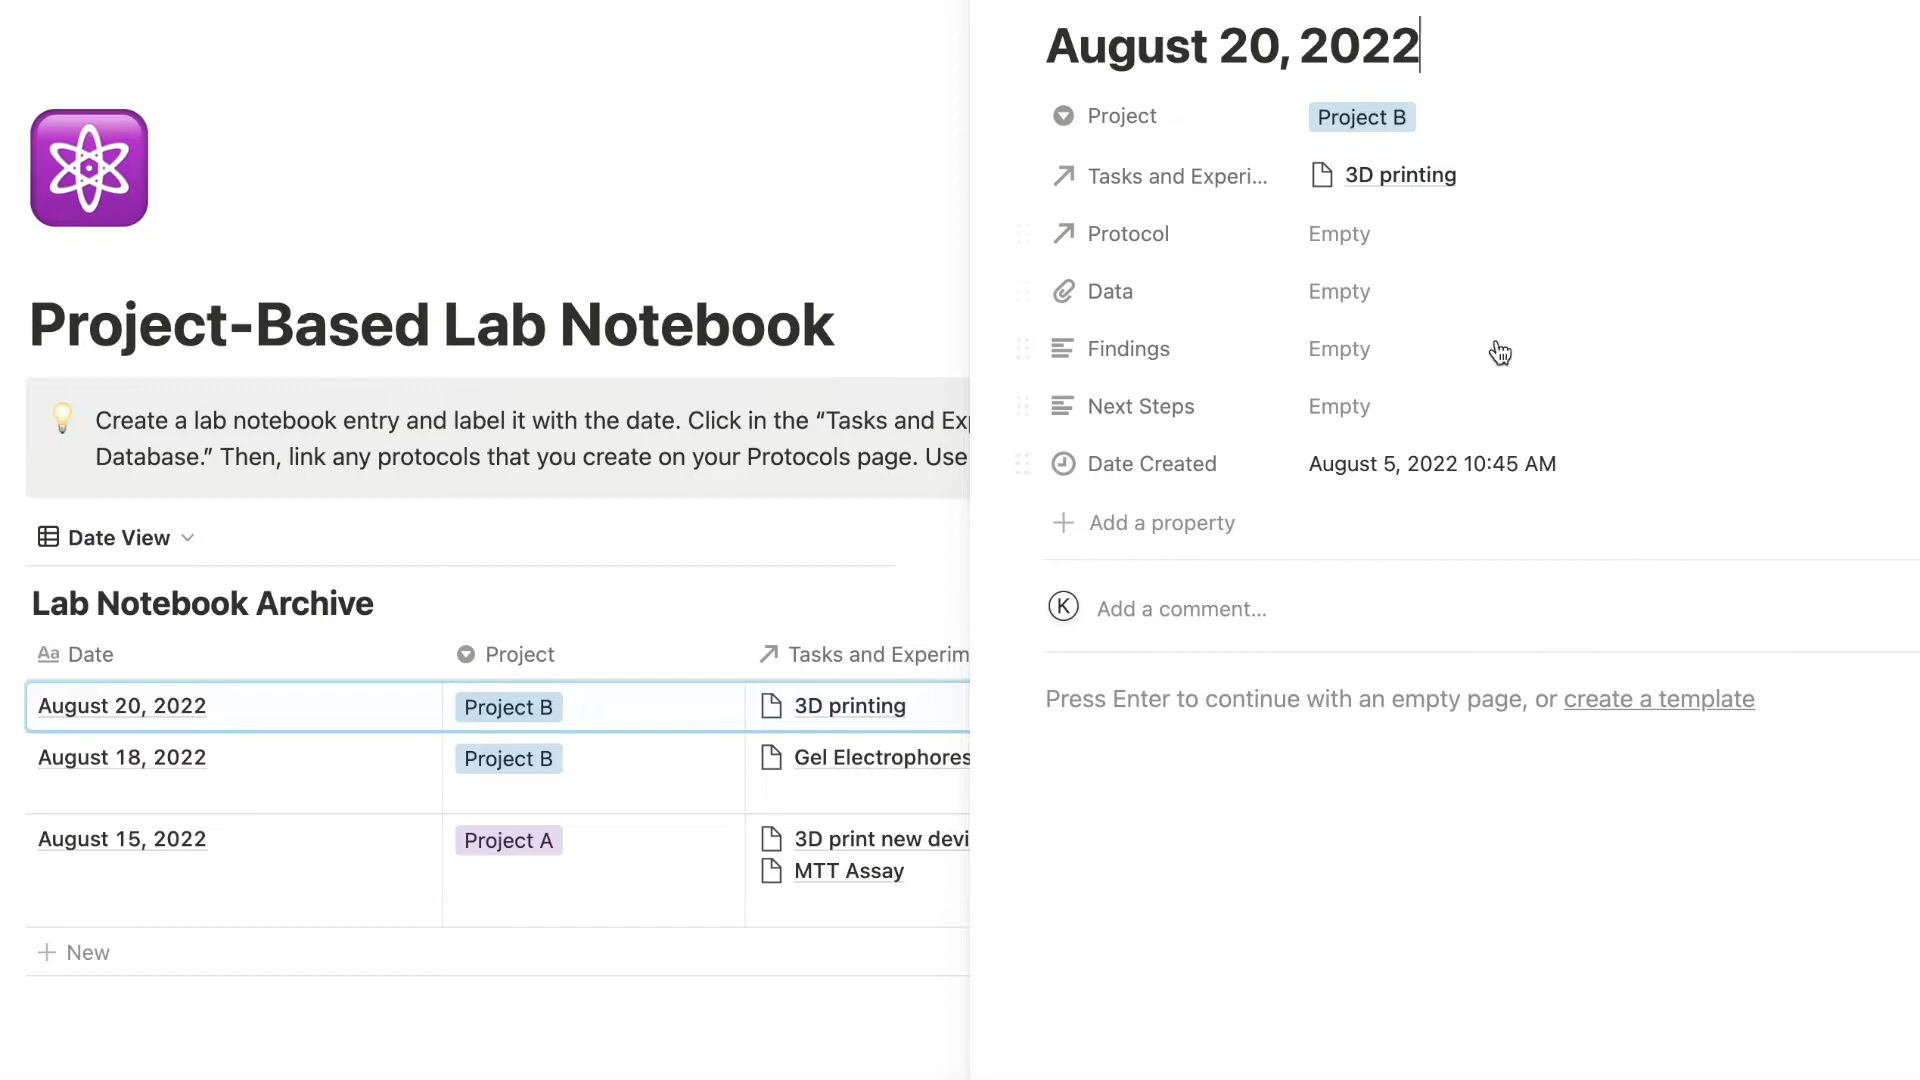 Project-Based Lab Notebook
Create a lab notebook entry and label it with the date. Click in the “Tasks and Exp
Database.” Then, link any protocols that you create on your Protocols page. Use
Date View
Lab Notebook Archive
Aa Date Project Tasks and Experim
August 20, 2022 Project B 3D printing
August 18, 2022 Project B Gel Electrophores
August 15, 2022 Project A 3D print new devi
MTT Assay
New
August 20, 2022
Project Project B
Tasks and Experi... 3D printing
Protocol Empty
Data Empty
Findings Empty
Next Steps Empty
Date Created August 5, 2022 10:45 AM
Add a property
K Add a comment...
Press Enter to continue with an empty page, or create a template